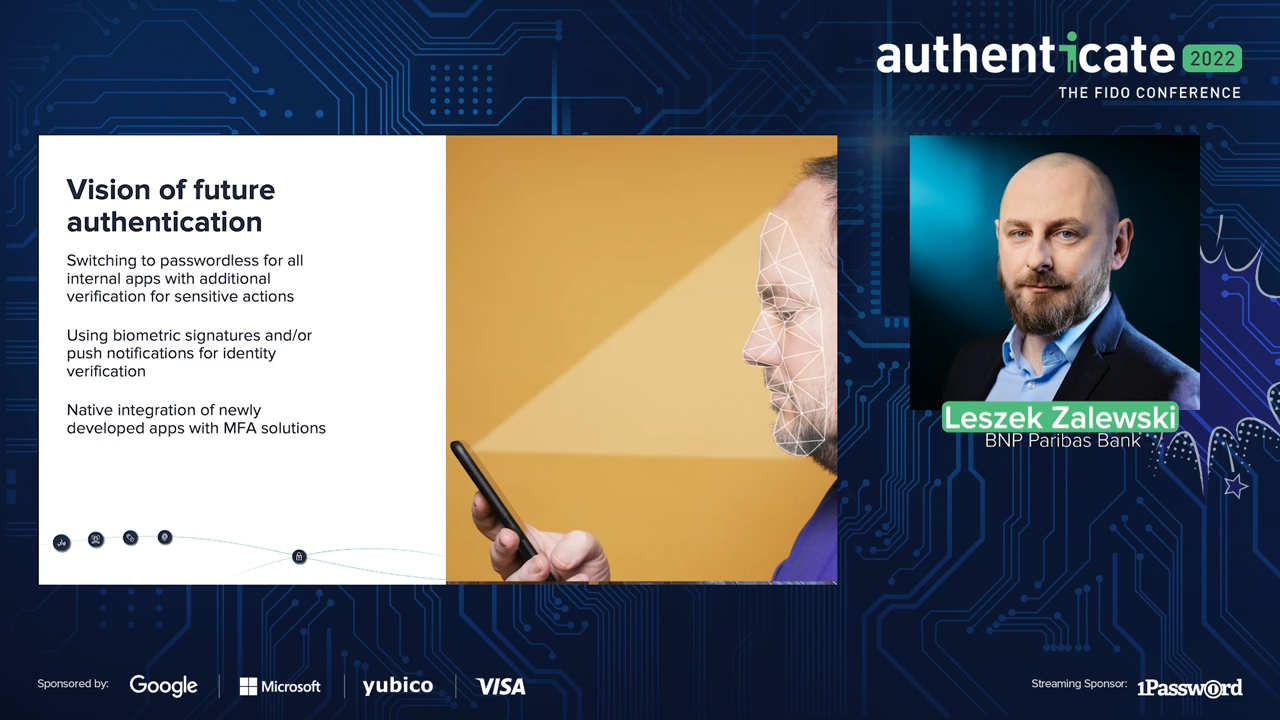 authenticate 2022
THE FIDO CONFERENCE
Vision of future
authentication
Switching to passwordless for all
internal apps with additional
verification for sensitive actions
Using biometric signatures and/or
push notifications for identity
verification
Native integration of newly
developed apps with MFA solutions
Leszek Zalewski
BNP Paribas Bank
Sponsored by:
Google
Microsoft
yubico
VISA
Streaming Sponsor:
1Password